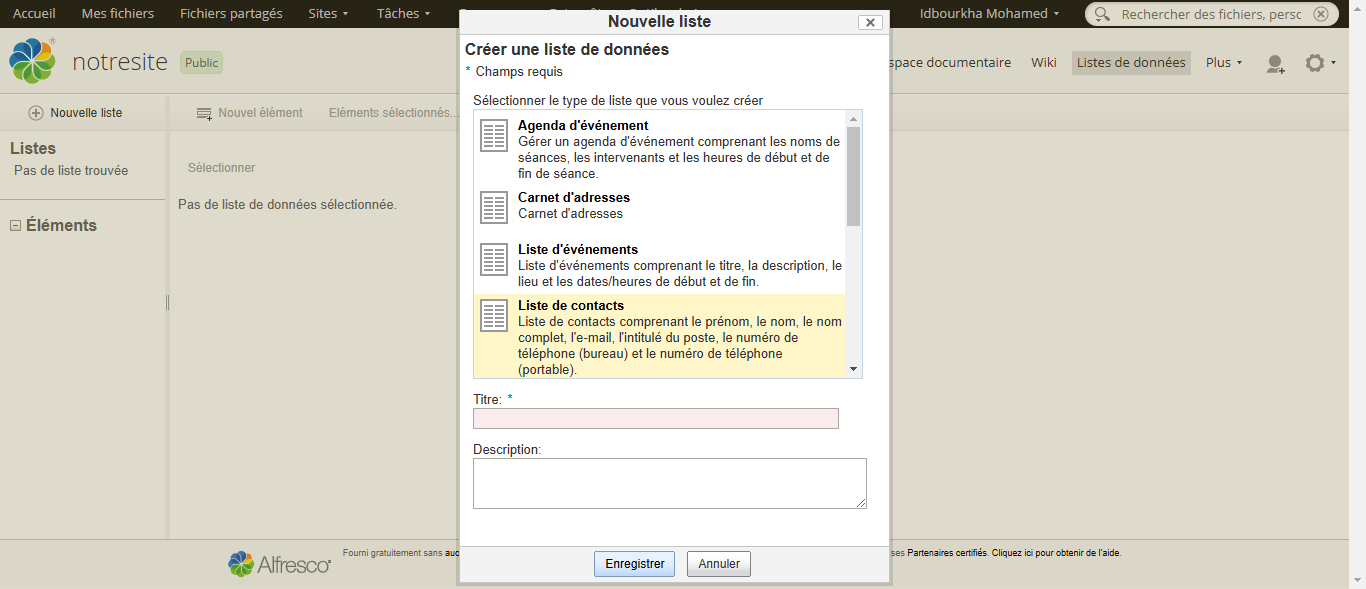 Accueil Mes fichiers Fichiers partagés Sites Tâches Idbourkha Mohamed Rechercher des fichiers, persc
Nouvelle liste
notresite Public
space documentaire Wiki Listes de données Plus
Créer une liste de données
* Champs requis
Nouvelle liste Nouvel élément Eléments sélectionnés...
Listes
Pas de liste trouvée
Éléments
Sélectionner
Pas de liste de données sélectionnée.
Sélectionner le type de liste que vous voulez créer
Agenda d'événement
Gérer un agenda d'événement comprenant les noms de
séances, les intervenants et les heures de début et de
fin de séance.
Carnet d'adresses
Carnet d'adresses
Liste d'événements
Liste d'événements comprenant le titre, la description, le
lieu et les dates/heures de début et de fin.
Liste de contacts
Liste de contacts comprenant le prénom, le nom, le nom
complet, l'e-mail, l'intitulé du poste, le numéro de
téléphone (bureau) et le numéro de téléphone
(portable).
Titre: *
Description:
Enregistrer Annuler
Alfresco
Fourni gratuitement sans auc
ses Partenaires certifiés. Cliquez ici pour obtenir de l'aide.